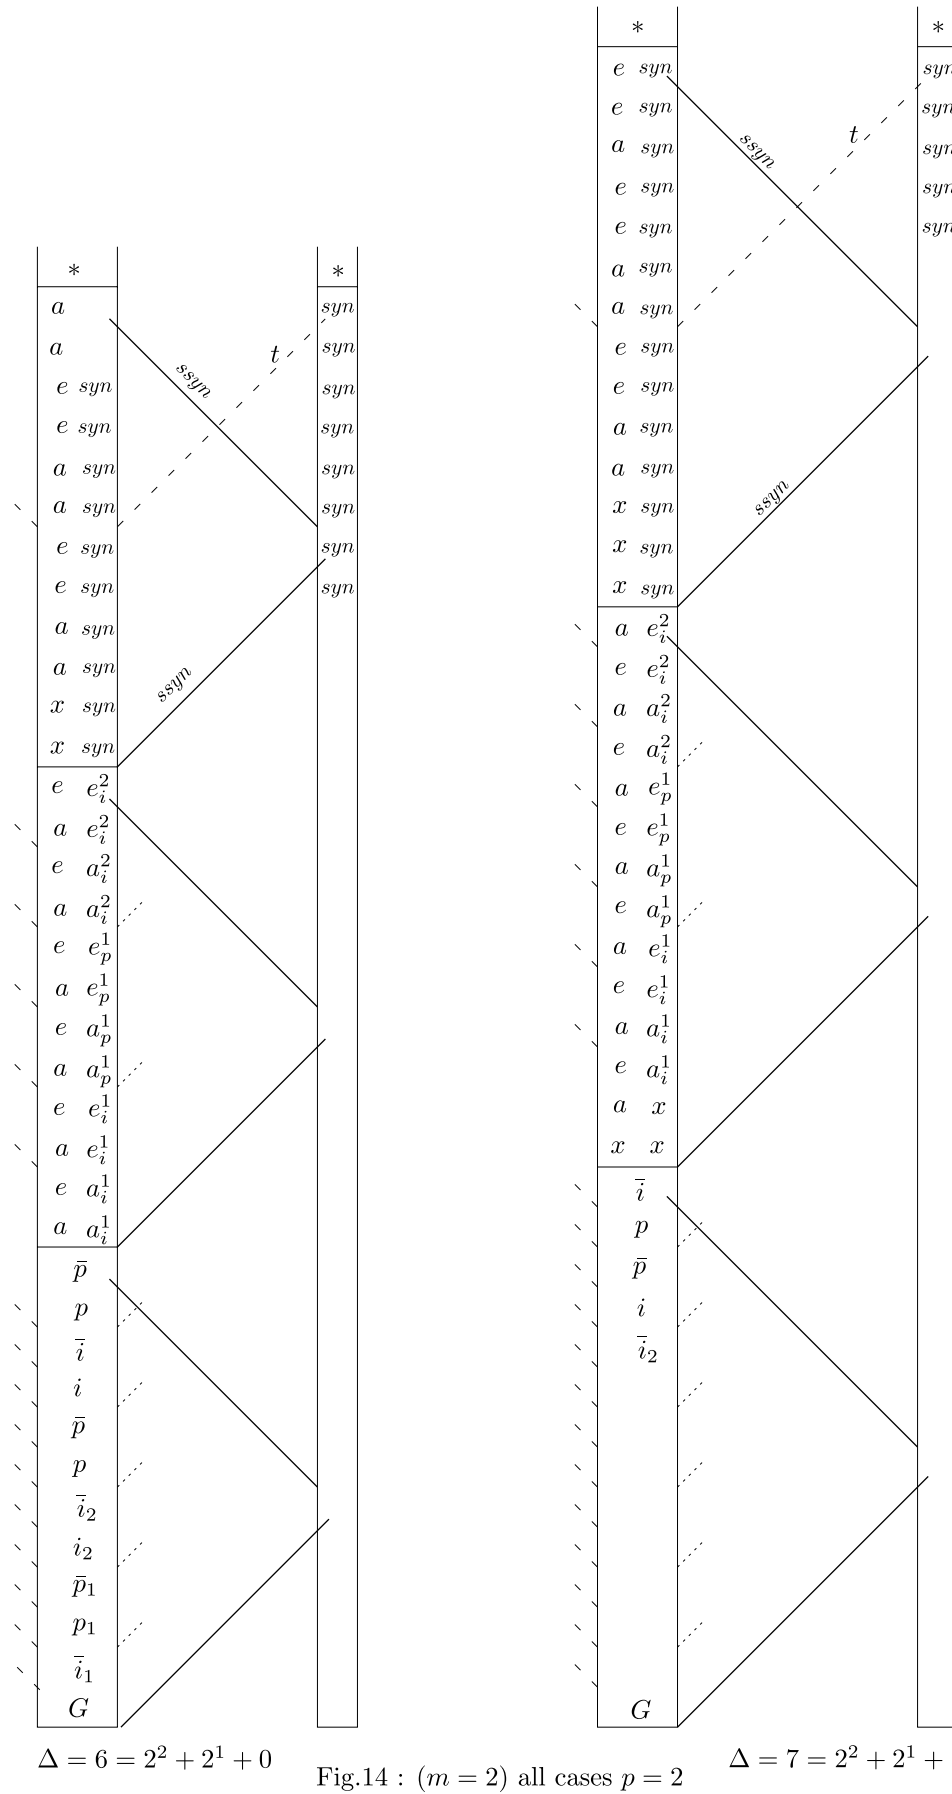 * *
a syn
a syn
e syn syn
e syn syn
a syn syn
a syn syn
e syn syn
e syn syn
a syn
a syn
x syn
x syn
ssyn
t
ssyn
e e_i^2
a e_i^2
e a_i^2
a a_i^2
e e_p^1
a e_p^1
e a_p^1
a a_p^1
e e_i^1
a e_i^1
e a_i^1
a a_i^1
p̄
p
ī
i
p̄
p
ī_2
i_2
p̄_1
p_1
ī_1
G
Δ = 6 = 2^2 + 2^1 + 0
* *
e syn syn
e syn syn
a syn syn
e syn syn
e syn syn
a syn
a syn
e syn
e syn
a syn
a syn
x syn
x syn
x syn
ssyn
t
ssyn
a e_i^2
e e_i^2
a a_i^2
e a_i^2
a e_p^1
e e_p^1
a a_p^1
e a_p^1
a e_i^1
e e_i^1
a a_i^1
e a_i^1
a x
x x
ī
p
p̄
i
ī_2
G
Δ = 7 = 2^2 + 2^1 +
Fig.14 : (m = 2) all cases p = 2